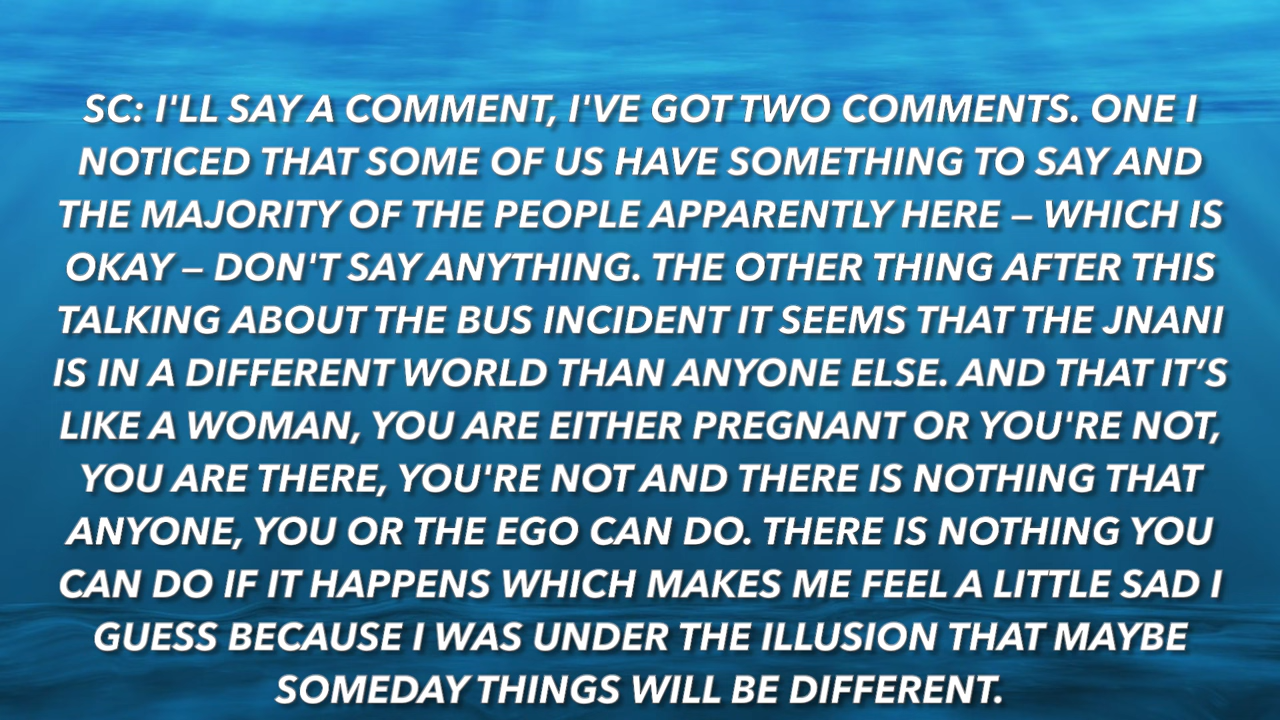 SC: I'LL SAY A COMMENT, I'VE GOT TWO COMMENTS. ONE I
NOTICED THAT SOME OF US HAVE SOMETHING TO SAY AND
THE MAJORITY OF THE PEOPLE APPARENTLY HERE – WHICH IS
OKAY – DON'T SAY ANYTHING. THE OTHER THING AFTER THIS
TALKING ABOUT THE BUS INCIDENT IT SEEMS THAT THE JNANI
IS IN A DIFFERENT WORLD THAN ANYONE ELSE. AND THAT IT’S
LIKE A WOMAN, YOU ARE EITHER PREGNANT OR YOU'RE NOT,
YOU ARE THERE, YOU'RE NOT AND THERE IS NOTHING THAT
ANYONE, YOU OR THE EGO CAN DO. THERE IS NOTHING YOU
CAN DO IF IT HAPPENS WHICH MAKES ME FEEL A LITTLE SAD I
GUESS BECAUSE I WAS UNDER THE ILLUSION THAT MAYBE
SOMEDAY THINGS WILL BE DIFFERENT.